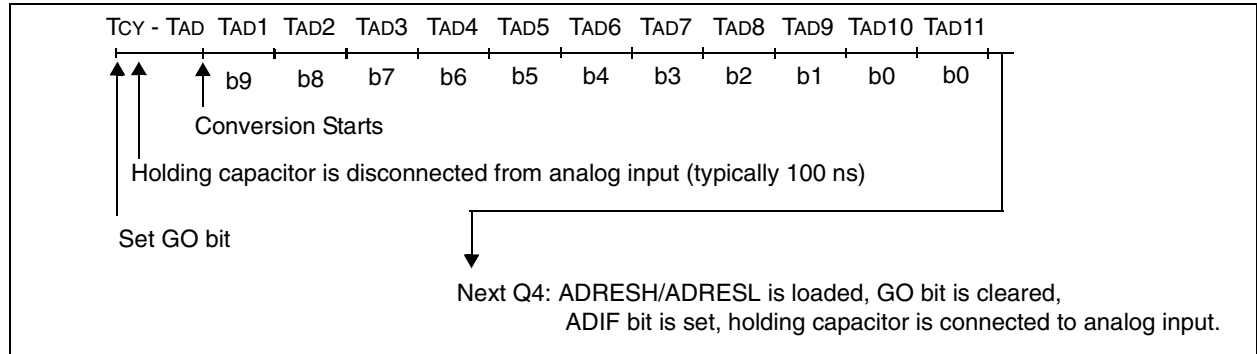 TCY - TAD TAD1 TAD2 TAD3 TAD4 TAD5 TAD6 TAD7 TAD8 TAD9 TAD10 TAD11
b9 b8 b7 b6 b5 b4 b3 b2 b1 b0 b0
Conversion Starts
Holding capacitor is disconnected from analog input (typically 100 ns)
Set GO bit
Next Q4: ADRESH/ADRESL is loaded, GO bit is cleared,
ADIF bit is set, holding capacitor is connected to analog input.